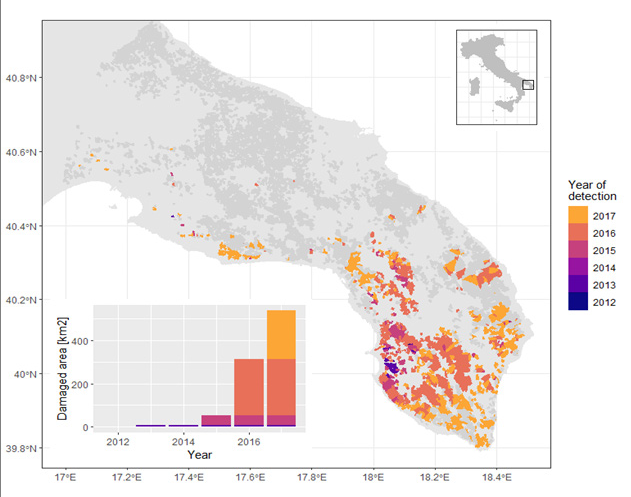 40.8°N
40.6°N
40.4°N
40.2°N
40°N
39.8°N
17°E
17.2°E
17.4°E
17.6°E
17.8°E
18°E
18.2°E
18.4°E
Year of
detection
2017
2016
2015
2014
2013
2012
Damaged area [km2]
400
200
0
2012
2014
2016
Year